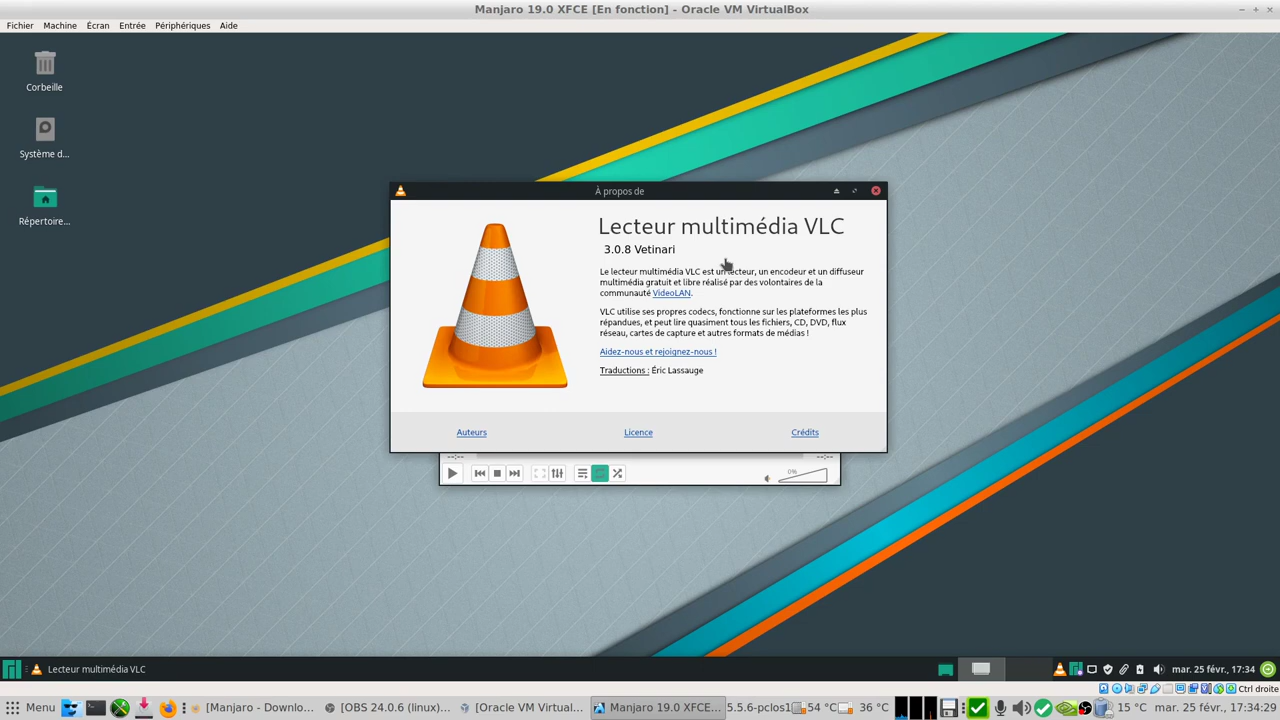 Manjaro 19.0 XFCE [En fonction] - Oracle VM VirtualBox
Fichier Machine Écran Entrée Périphériques Aide
Corbeille
Système d...
Répertoire...
À propos de
Lecteur multimédia VLC
3.0.8 Vetinari
Le lecteur multimédia VLC est un lecteur, un encodeur et un diffuseur
multimédia gratuit et libre réalisé par des volontaires de la
communauté VideoLAN.
VLC utilise ses propres codecs, fonctionne sur les plateformes les plus
répandues, et peut lire quasiment tous les fichiers, CD, DVD, flux
réseau, cartes de capture et autres formats de médias !
Aidez-nous et rejoignez-nous !
Traductions : Éric Lassauge
Auteurs Licence Crédits
--:-- --:--
0%
Lecteur multimédia VLC mar. 25 févr., 17:34
Ctrl droite
Menu [Manjaro - Downlo... [OBS 24.0.6 (linux)... [Oracle VM Virtual... Manjaro 19.0 XFCE... 54 °C 36 °C 15 °C mar. 25 févr., 17:34:29